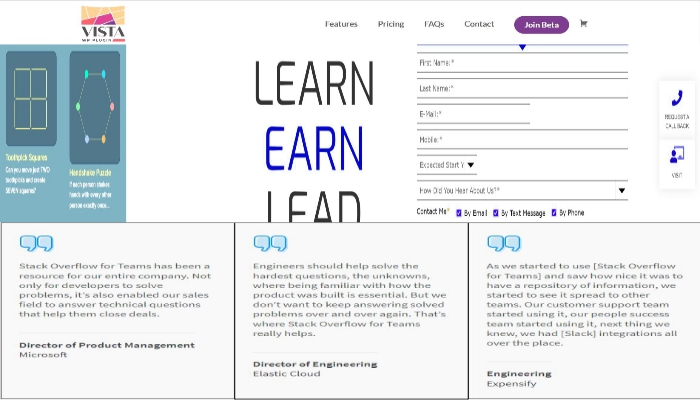 VISTA
WP PLUGIN
Features
Pricing
FAQs
Contact
Join Beta
Toothpick Squares
Can you move just TWO
toothpicks and create
SEVEN squares?
Handshake Puzzle
If each person shakes
hands with every other
person exactly once...
LEARN
EARN
LEAD
First Name:*
Last Name:*
E-Mail:*
Mobile:*
Expected Start Y
How Did You Hear About Us?*
Contact Me* By Email By Text Message By Phone
REQUEST A
CALL BACK
VISIT
Stack Overflow for Teams has been a
resource for our entire company. Not
only for developers to solve
problems, it's also enabled our sales
field to answer technical questions
that help them close deals.
Director of Product Management
Microsoft
Engineers should help solve the
hardest questions, the unknowns,
where being familiar with how the
product was built is essential. But we
don't want to keep answering solved
problems over and over again. That's
where Stack Overflow for Teams
really helps.
Director of Engineering
Elastic Cloud
As we started to use [Stack Overflow
for Teams] and saw how nice it was to
have a repository of information, we
started to see it spread to other
teams. Our customer support team
started using it, our people success
team started using it, next thing we
knew, we had [Slack] integrations all
over the place.
Engineering
Expensify